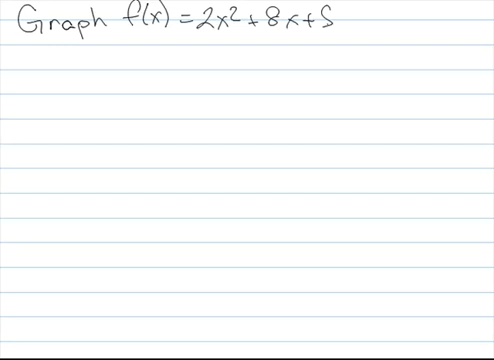 Graph f(x) = 2x² + 8x + 5